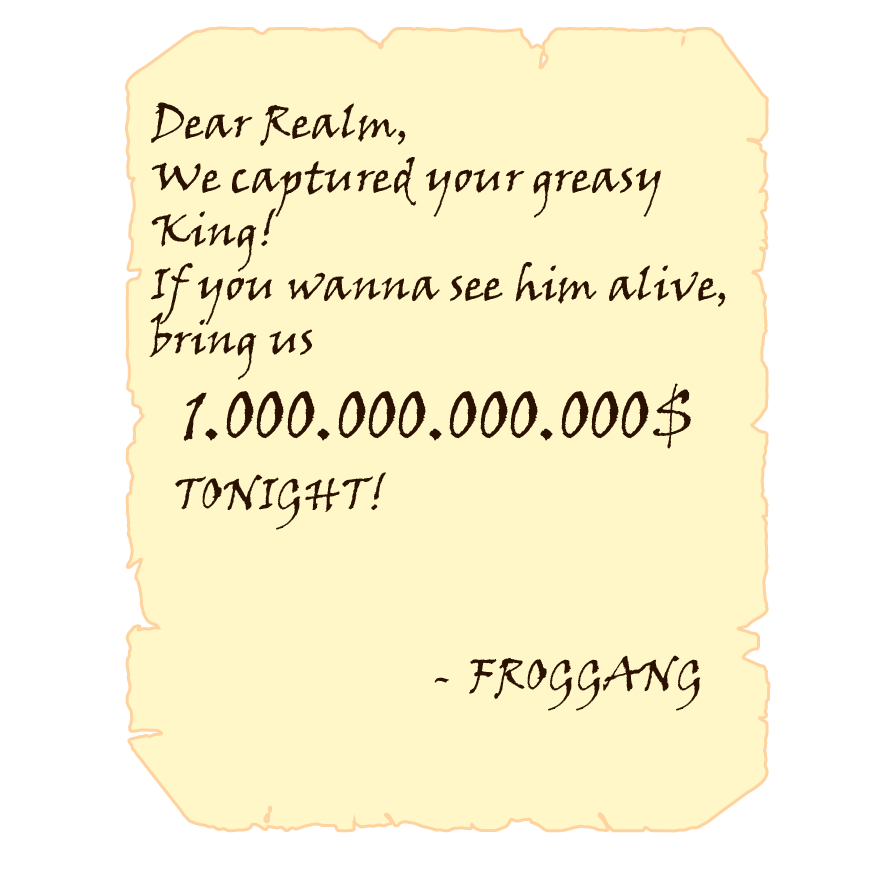 Dear Realm,
We captured your greasy
King!
If you wanna see him alive,
bring us
1.000.000.000.000$
TONIGHT!
- FROGGANG